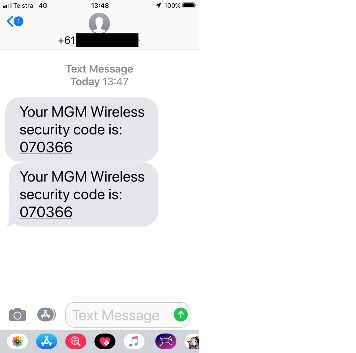 Telstra 4G 13:48 100%
1
+61
Text Message
Today 13:47
Your MGM Wireless
security code is:
070366
Your MGM Wireless
security code is:
070366
Text Message